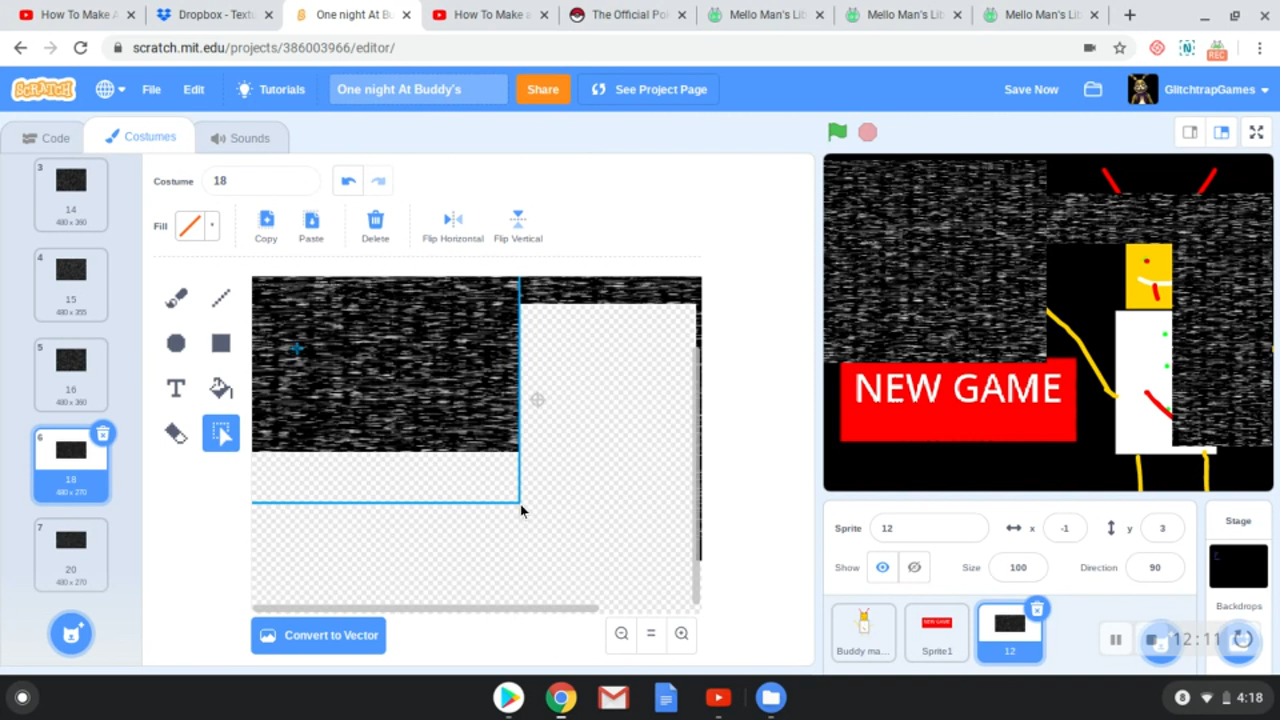 How To Make A
Dropbox - Textu
One night At Bu
How To Make a
The Official Po
Mello Man's Lit
Mello Man's Lit
Mello Man's Lit
scratch.mit.edu/projects/386003966/editor/
REC
SCRATCH
File
Edit
Tutorials
One night At Buddy's
Share
See Project Page
Save Now
GlitchtrapGames
Code
Costumes
Sounds
Costume
18
Fill
Copy
Paste
Delete
Flip Horizontal
Flip Vertical
3
14
480 x 360
4
15
480 x 355
5
16
480 x 360
6
18
480 x 270
7
20
480 x 270
Convert to Vector
NEW GAME
Sprite
12
x
-1
y
3
Show
Size
100
Direction
90
Stage
Backdrops
Buddy ma...
NEW GAME
Sprite1
12
12:11
8
4:18